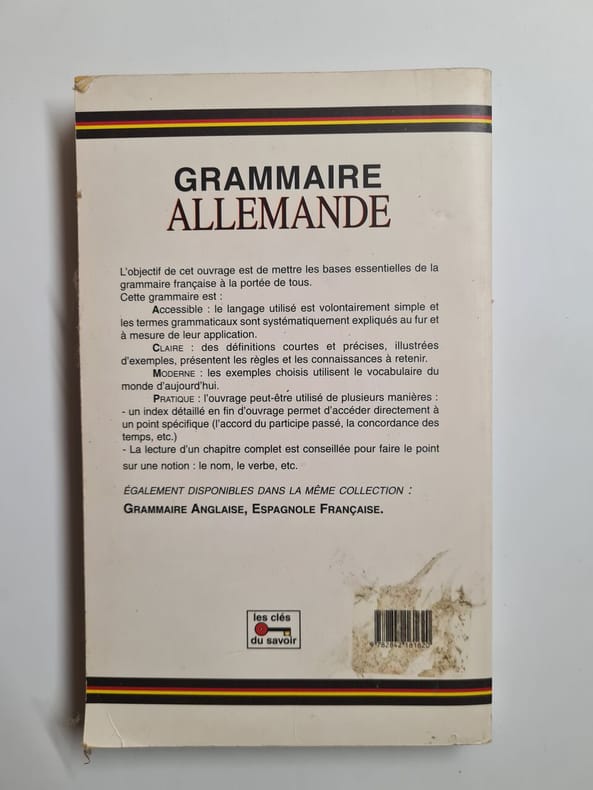 GRAMMAIRE
ALLEMANDE
L'objectif de cet ouvrage est de mettre les bases essentielles de la
grammaire française à la portée de tous.
Cette grammaire est :
Accessible : le langage utilisé est volontairement simple et
les termes grammaticaux sont systématiquement expliqués au fur et
à mesure de leur application.
CLAIRE : des définitions courtes et précises, illustrées
d'exemples, présentent les règles et les connaissances à retenir.
MODERNE : les exemples choisis utilisent le vocabulaire du
monde d'aujourd'hui.
PRATIQUE : l'ouvrage peut-être utilisé de plusieurs manières :
- un index détaillé en fin d'ouvrage permet d'accéder directement à
un point spécifique (l'accord du participe passé, la concordance des
temps, etc.)
- La lecture d'un chapitre complet est conseillée pour faire le point
sur une notion : le nom, le verbe, etc.
ÉGALEMENT DISPONIBLES DANS LA MÊME COLLECTION :
GRAMMAIRE ANGLAISE, ESPAGNOLE FRANÇAISE.
les clés
du savoir
9 782842 181620